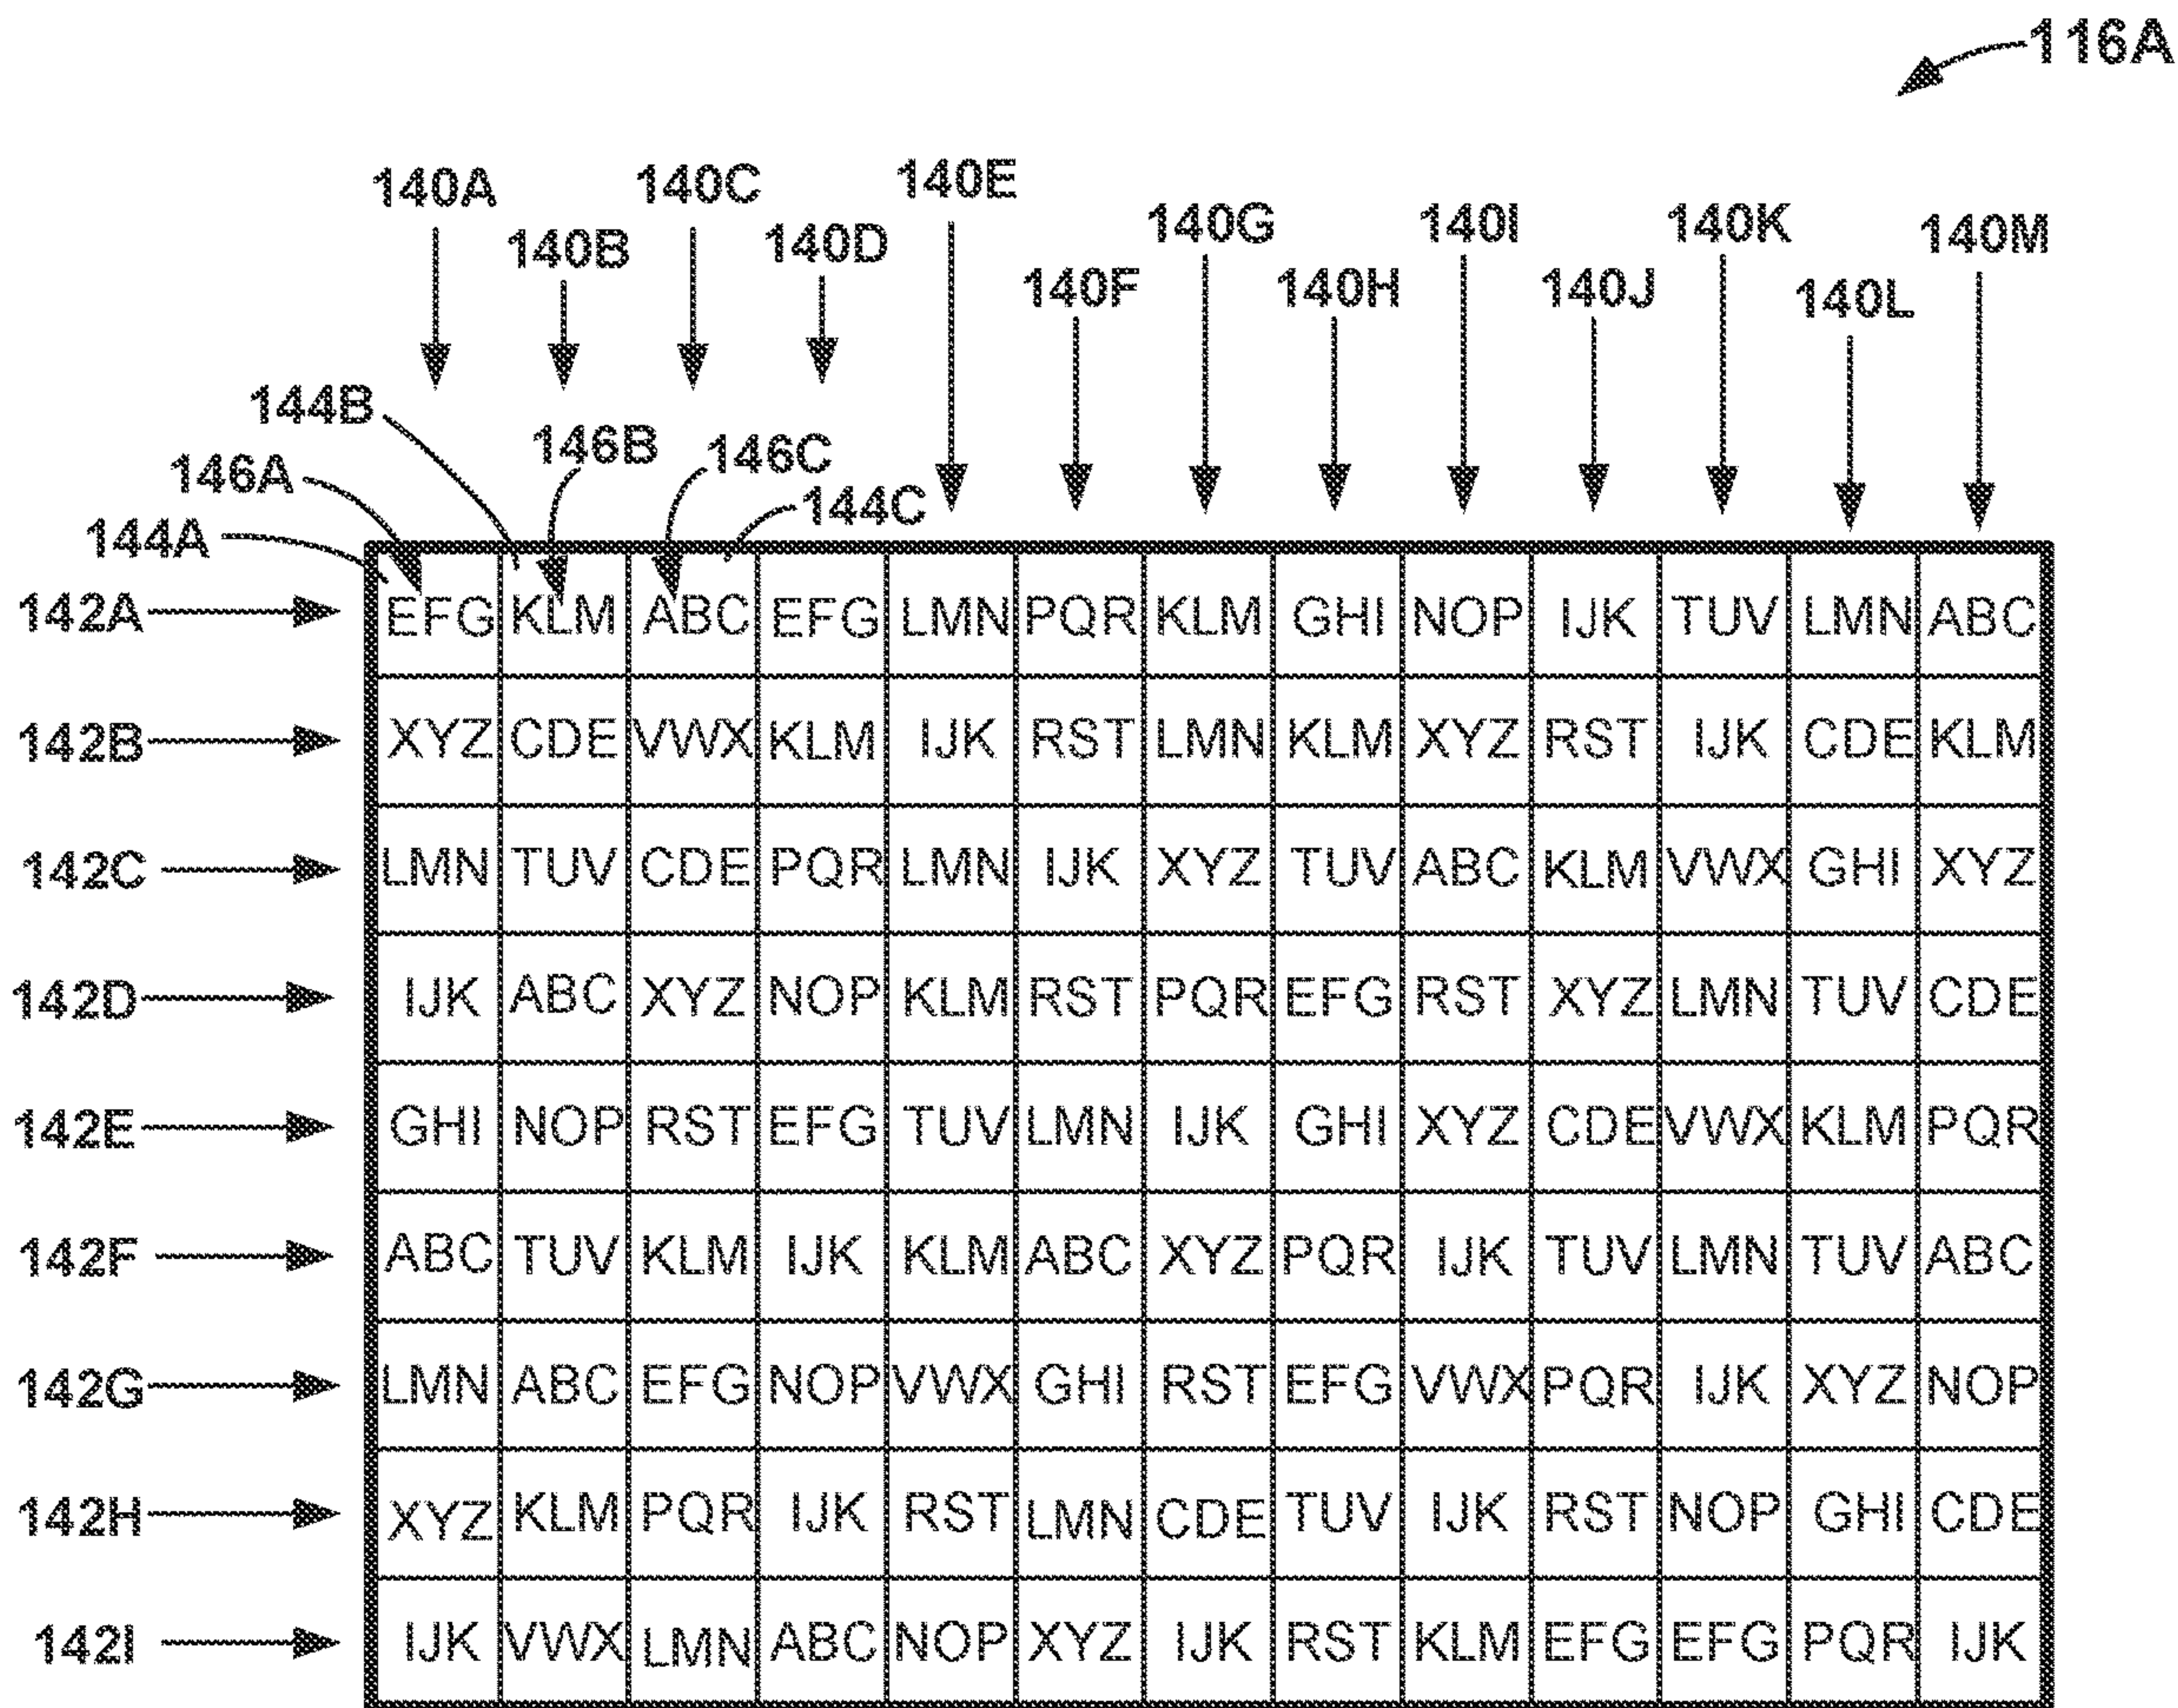 116A
140A 140B 140C 140D 140E 140F 140G 140H 140I 140J 140K 140L 140M
144B 146B 146C
146A 144C
144A
142A EFG KLM ABC EFG LMN PQR KLM GHI NOP IJK TUV LMN ABC
142B XYZ CDE VWX KLM IJK RST LMN KLM XYZ RST IJK CDE KLM
142C LMN TUV CDE PQR LMN IJK XYZ TUV ABC KLM VWX GHI XYZ
142D IJK ABC XYZ NOP KLM RST PQR EFG RST XYZ LMN TUV CDE
142E GHI NOP RST EFG TUV LMN IJK GHI XYZ CDE VWX KLM PQR
142F ABC TUV KLM IJK KLM ABC XYZ PQR IJK TUV LMN TUV ABC
142G LMN ABC EFG NOP VWX GHI RST EFG VWX PQR IJK XYZ NOP
142H XYZ KLM PQR IJK RST LMN CDE TUV IJK RST NOP GHI CDE
142I IJK VWX LMN ABC NOP XYZ IJK RST KLM EFG EFG PQR IJK